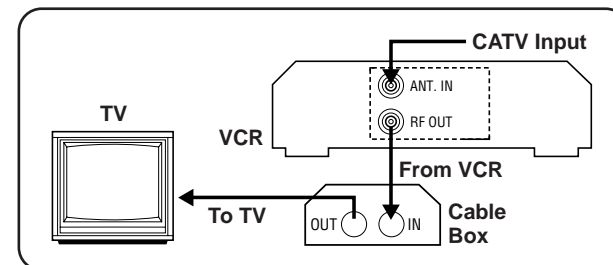 CATV Input
ANT. IN
TV
RF OUT
VCR
From VCR
To TV
OUT
IN
Cable
Box